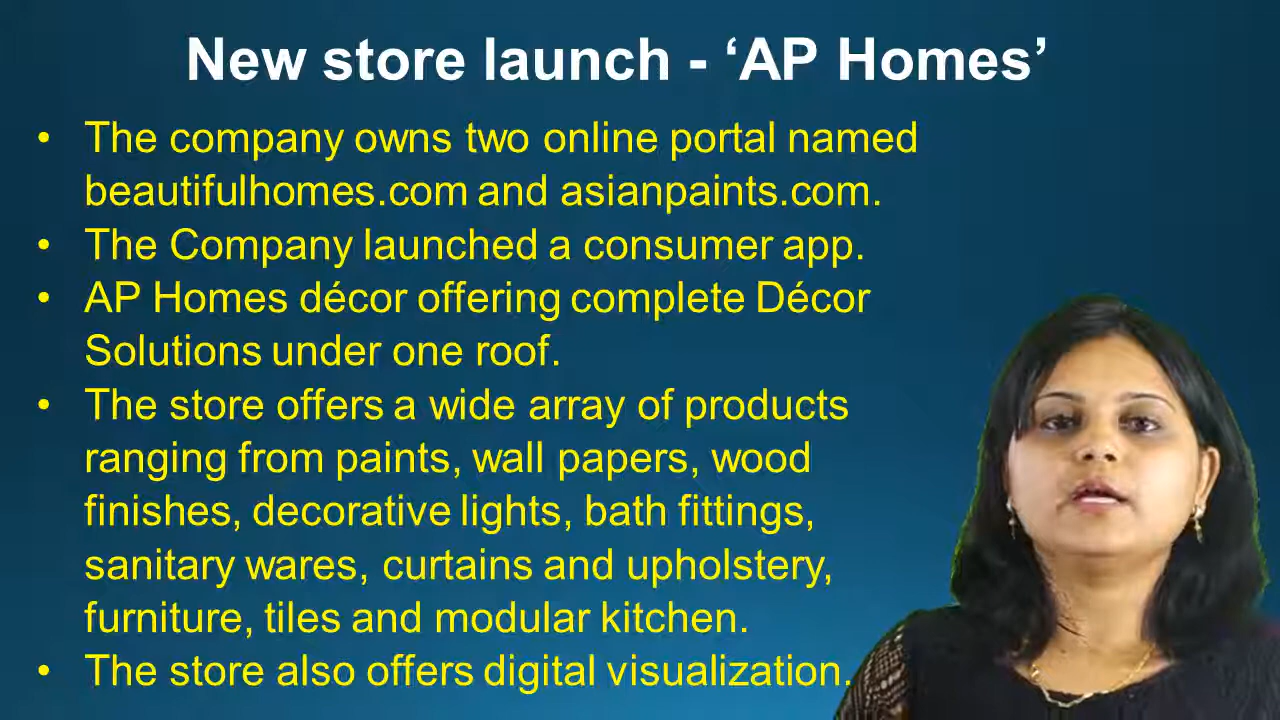 New store launch - ‘AP Homes’
• The company owns two online portal named
beautifulhomes.com and asianpaints.com.
• The Company launched a consumer app.
• AP Homes décor offering complete Décor
Solutions under one roof.
• The store offers a wide array of products
ranging from paints, wall papers, wood
finishes, decorative lights, bath fittings,
sanitary wares, curtains and upholstery,
furniture, tiles and modular kitchen.
• The store also offers digital visualization.